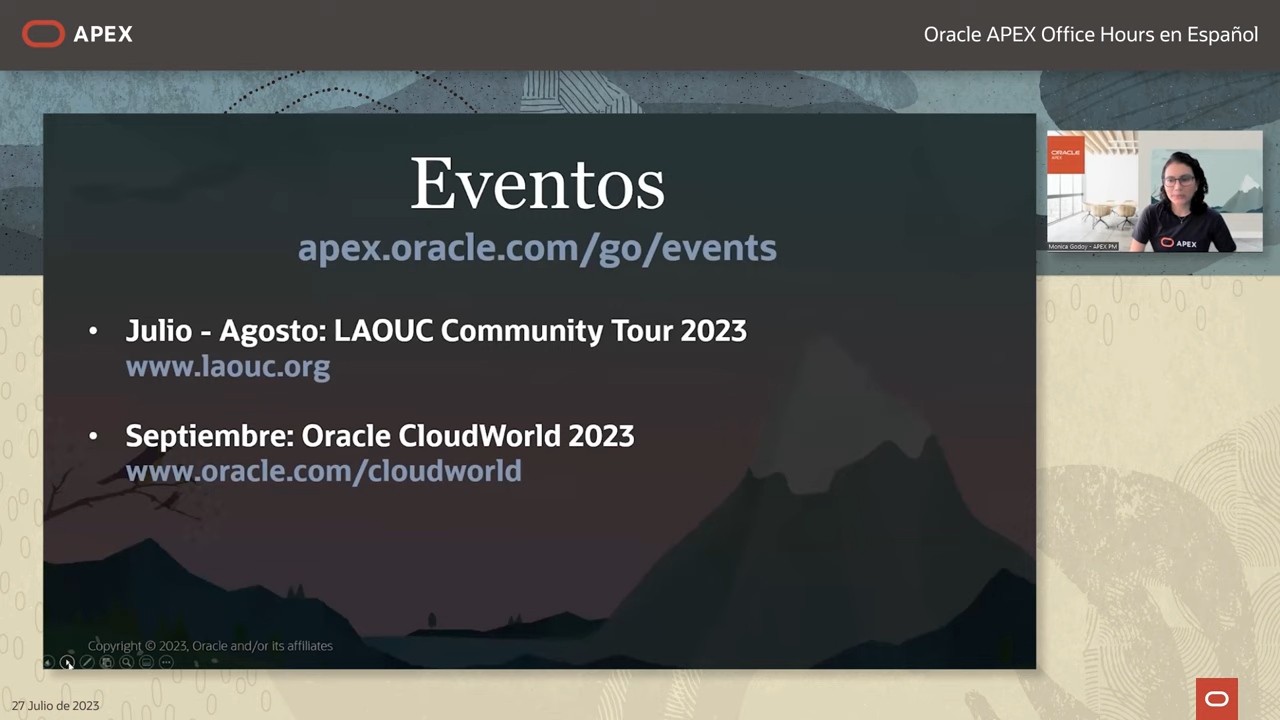 APEX
Oracle APEX Office Hours en Español
Eventos
apex.oracle.com/go/events
ORACLE
APEX
Monica Godoy - APEX PM
APEX
• Julio - Agosto: LAOUC Community Tour 2023
www.laouc.org
• Septiembre: Oracle CloudWorld 2023
www.oracle.com/cloudworld
Copyright © 2023, Oracle and/or its affiliates
27 Julio de 2023